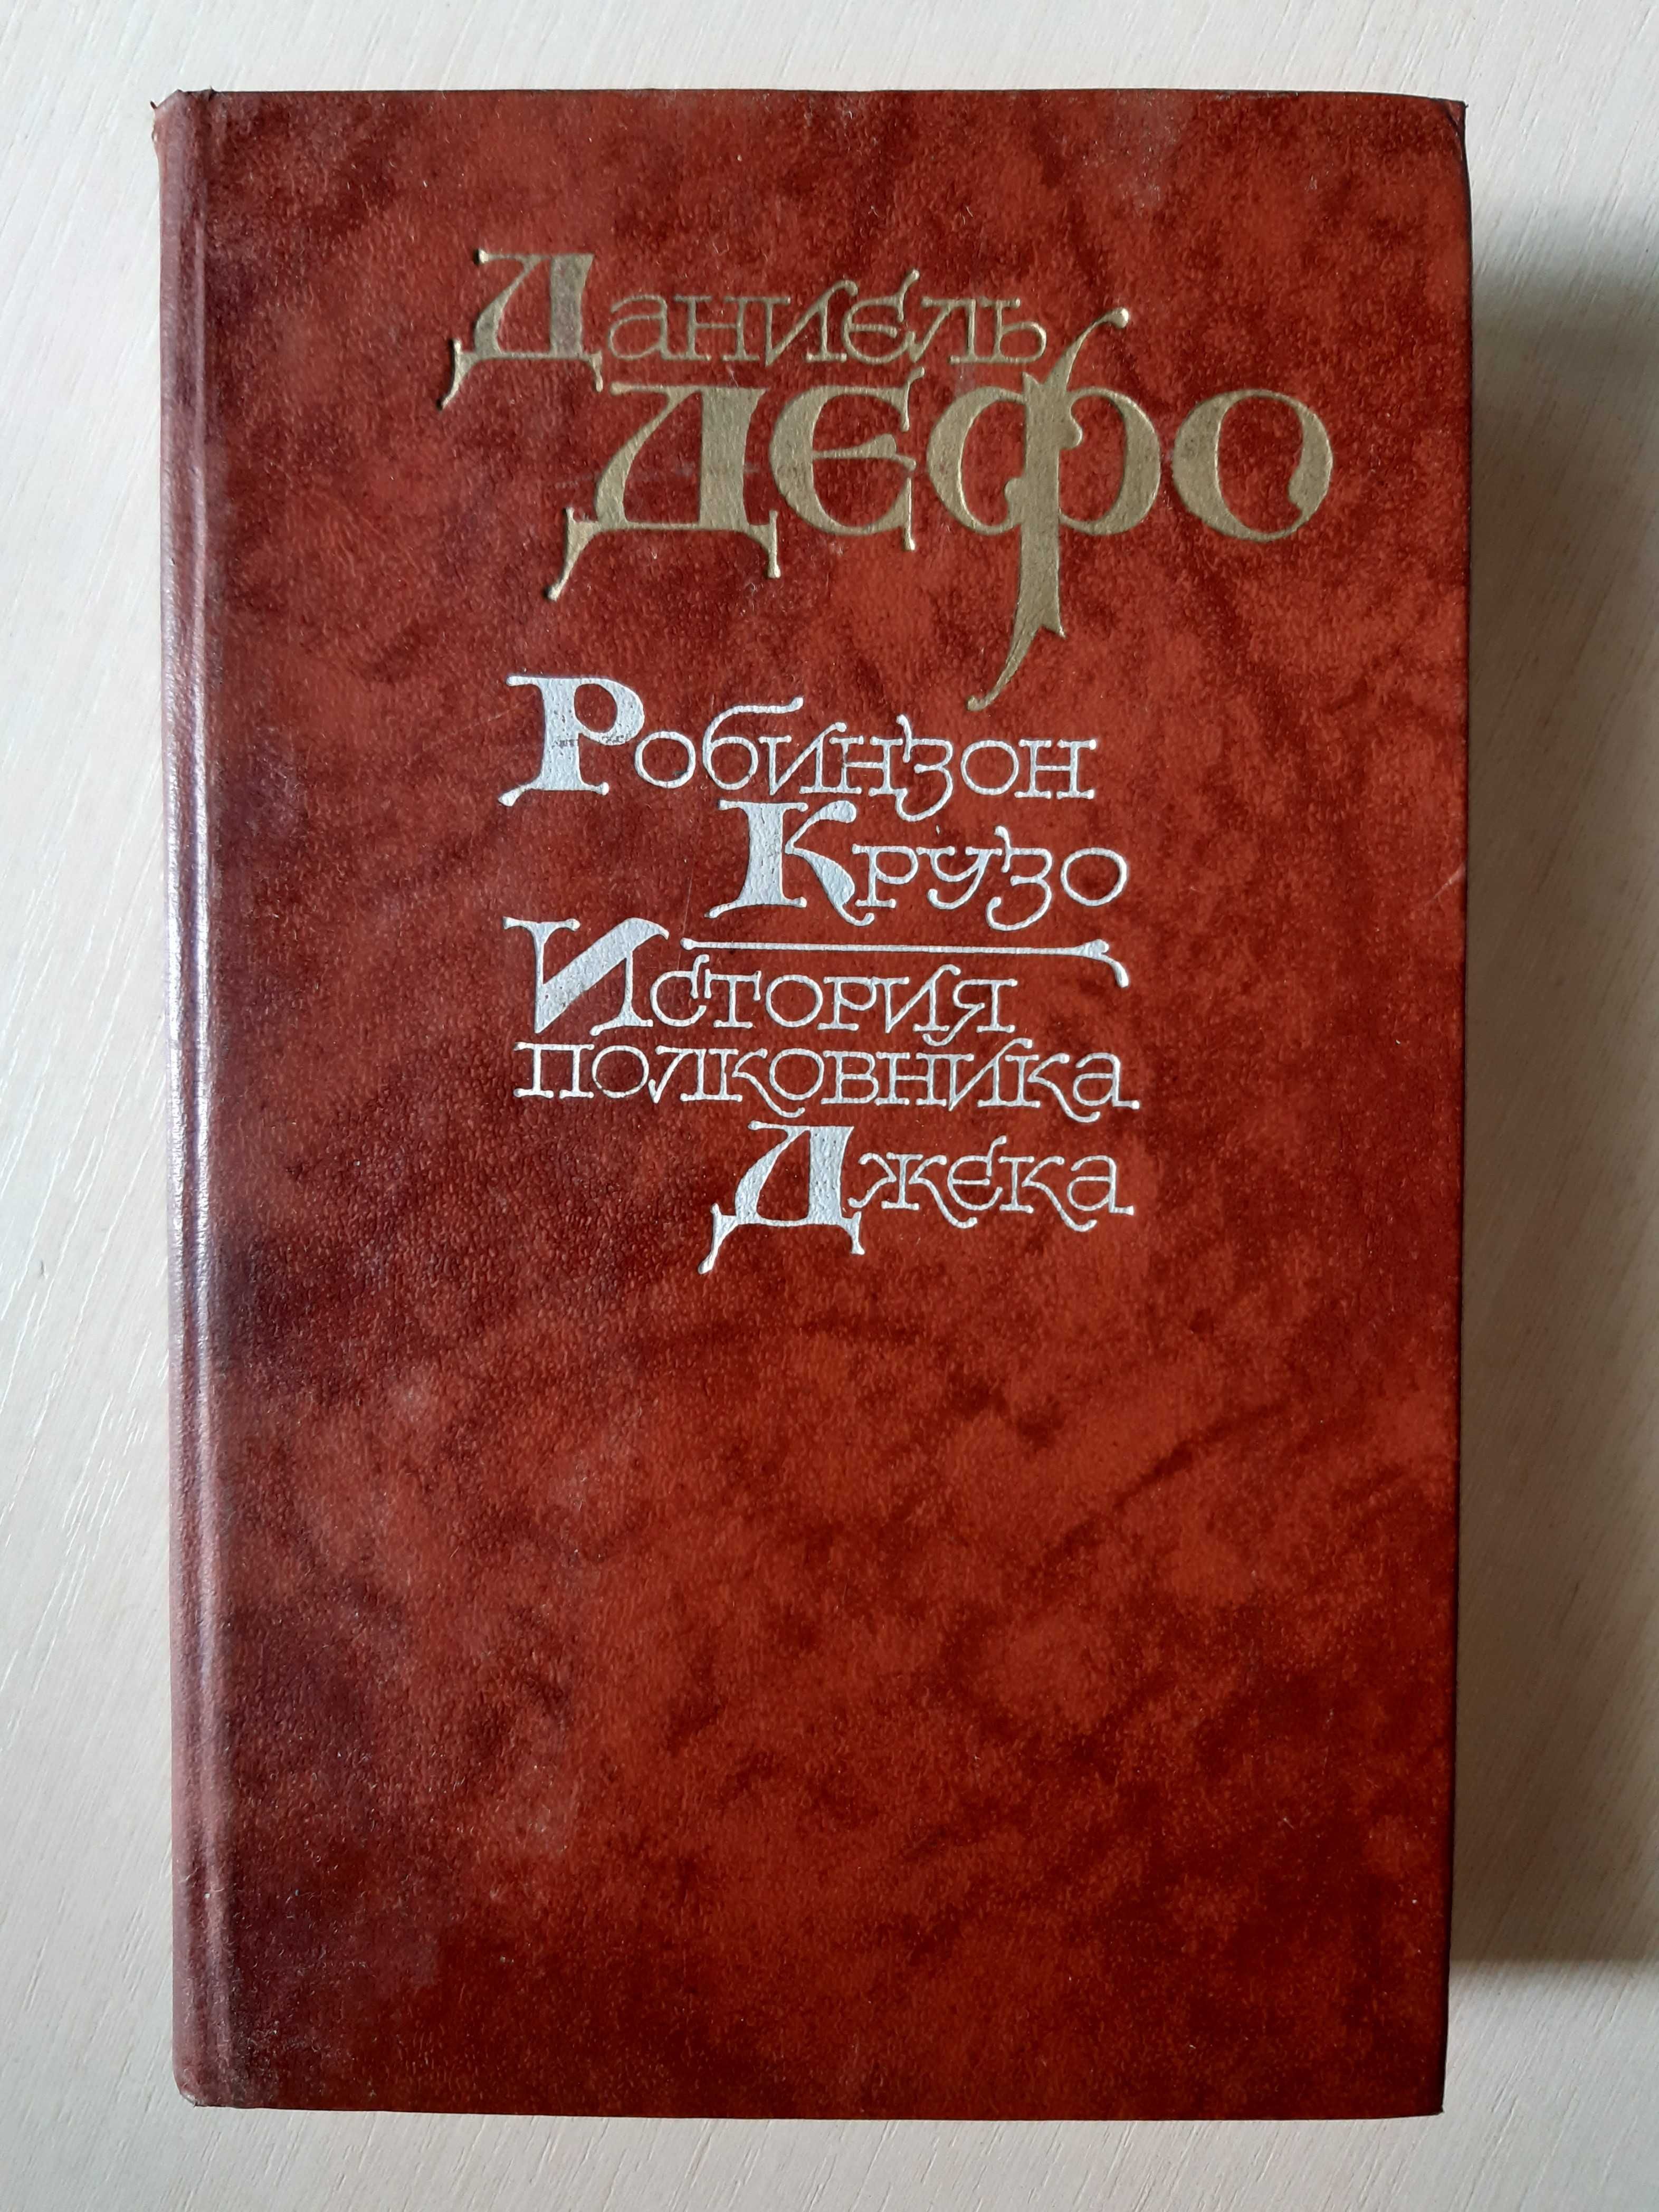 Даниель
ДЕФО
Робинзон
Крузо
История
полковника
Джека